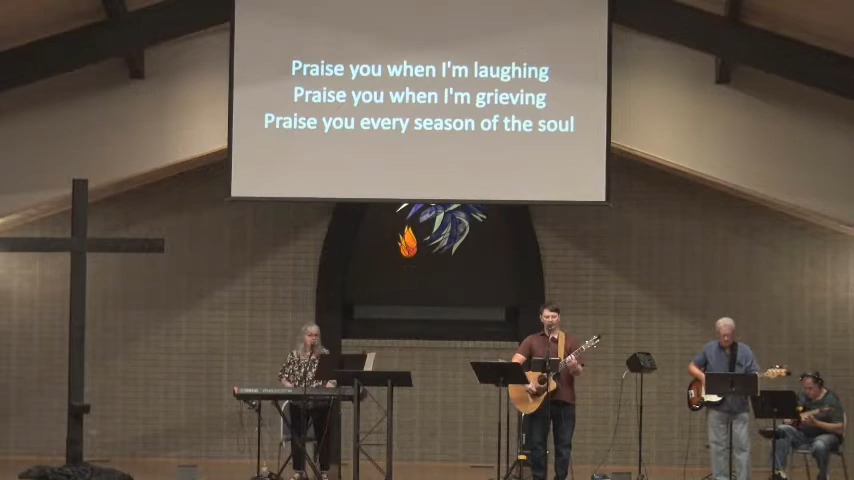 Praise you when I'm laughing
Praise you when I'm grieving
Praise you every season of the soul